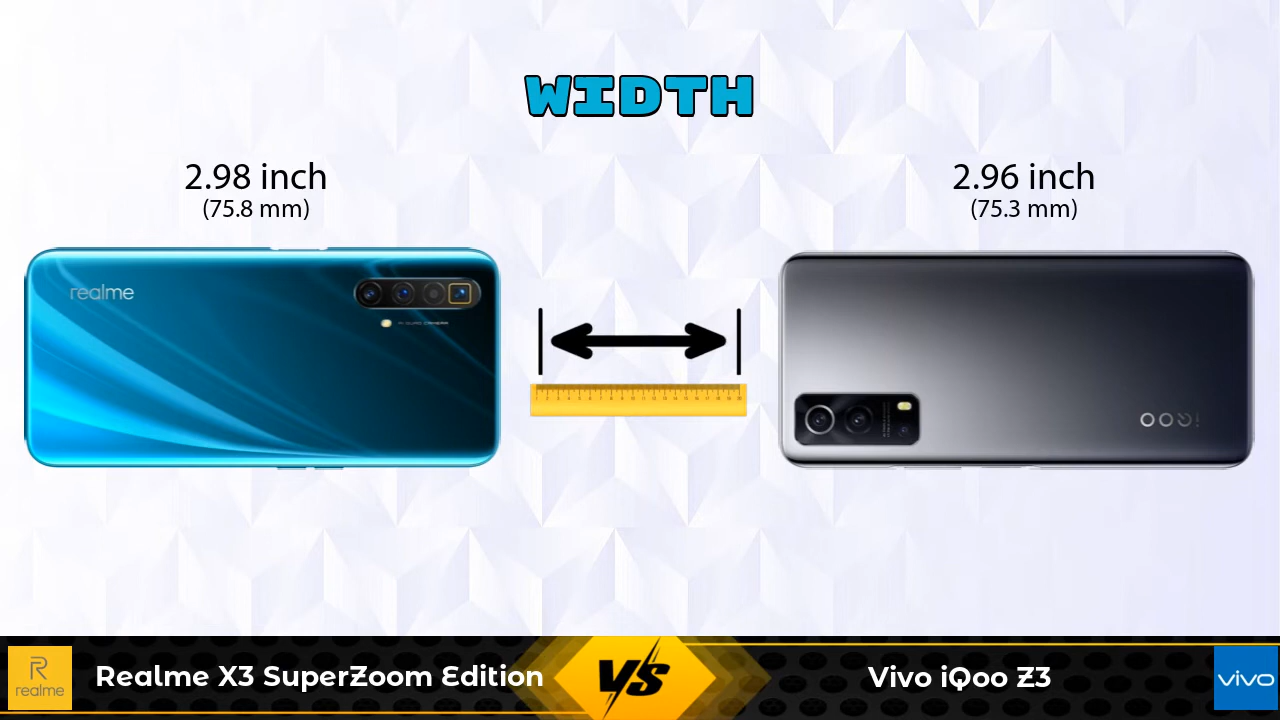 WIDTH
2.98 inch
(75.8 mm)
2.96 inch
(75.3 mm)
realme
iQOO
R
realme
Realme X3 SuperZoom Edition
VS
Vivo iQoo Z3
vivo